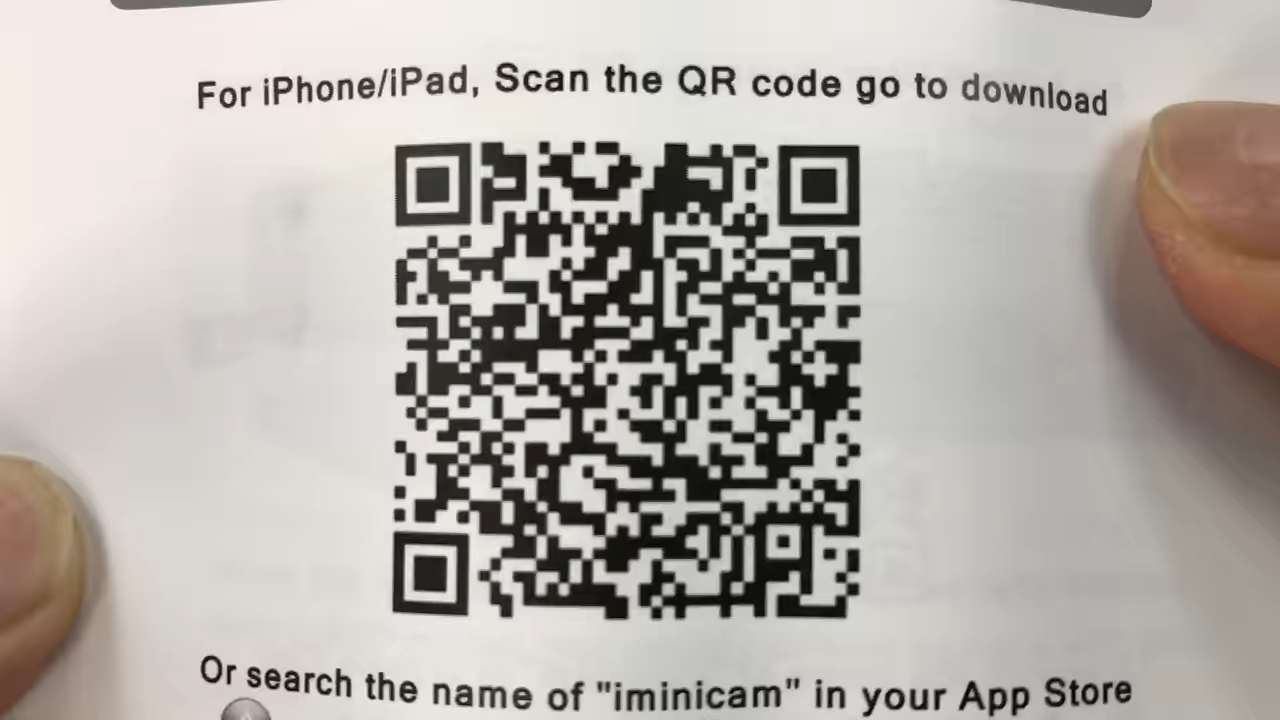 For iPhone/iPad, Scan the QR code go to download
Or search the name of "iminicam" in your App Store